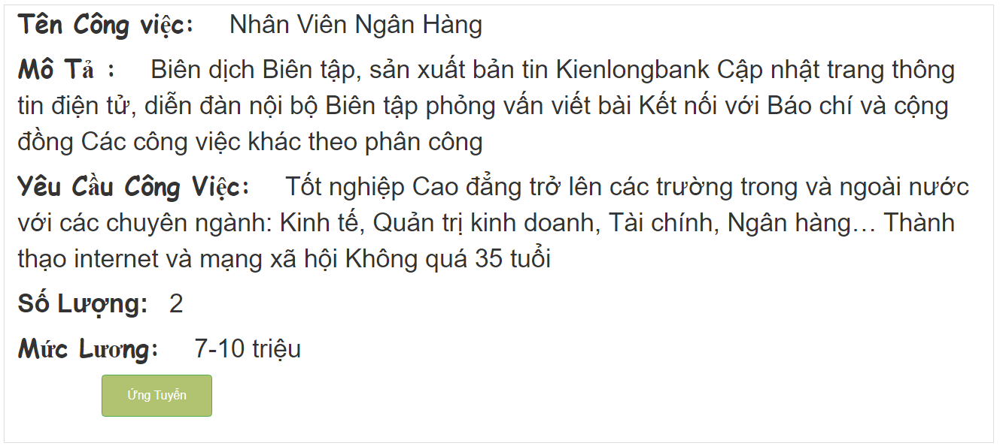 Tên Công việc: Nhân Viên Ngân Hàng
Mô Tả : Biên dịch Biên tập, sản xuất bản tin Kienlongbank Cập nhật trang thông
tin điện tử, diễn đàn nội bộ Biên tập phỏng vấn viết bài Kết nối với Báo chí và cộng
đồng Các công việc khác theo phân công
Yêu Cầu Công Việc: Tốt nghiệp Cao đẳng trở lên các trường trong và ngoài nước
với các chuyên ngành: Kinh tế, Quản trị kinh doanh, Tài chính, Ngân hàng… Thành
thạo internet và mạng xã hội Không quá 35 tuổi
Số Lượng: 2
Mức Lương: 7-10 triệu
Ứng Tuyển